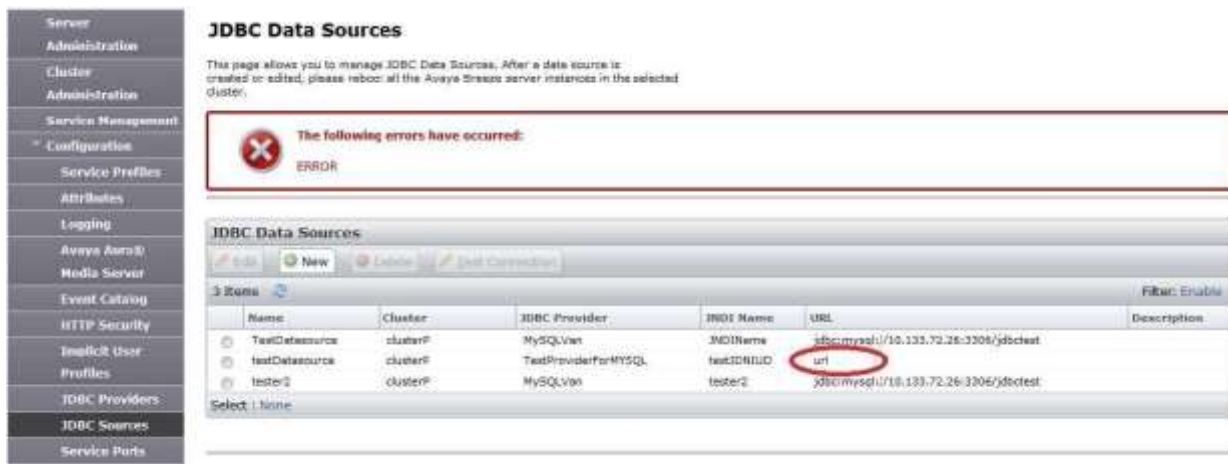 Server
Administration
Cluster
Administration
Service Management
Configuration
Service Profiles
Attributes
Logging
Avaya Aura®
Media Server
Event Catalog
HTTP Security
Implicit User
Profiles
JDBC Providers
JDBC Sources
Service Ports
JDBC Data Sources
This page allows you to manage JDBC Data Sources. After a data source is
created or edited, please reboot all the Avaya Breeze server instances in the selected
cluster.
The following errors have occurred:
ERROR
JDBC Data Sources
Edit New Delete Test Connection
3 Items Filter: Enable
Name Cluster JDBC Provider JNDI Name URL Description
TestDatasource clusterP MySQLVan JNDIName jdbc:mysql://10.133.72.26:3306/jdbctest
testDatasource clusterP TestProviderForMYSQL url
tester2 clusterP MySQLVan tester2 jdbc:mysql://10.133.72.26:3306/jdbctest
Select : None